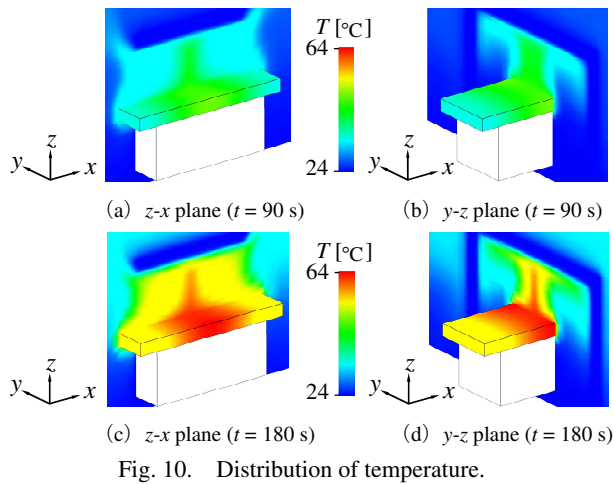 T [℃]
64
24
z
y
x
z
y
x
(a) z-x plane (t = 90 s)
(b) y-z plane (t = 90 s)
T [℃]
64
24
z
y
x
z
y
x
(c) z-x plane (t = 180 s)
(d) y-z plane (t = 180 s)
Fig. 10. Distribution of temperature.